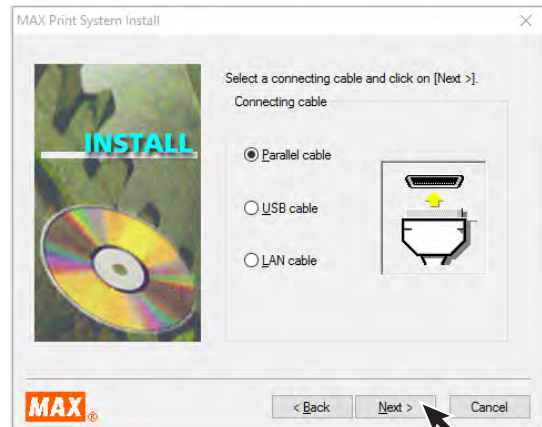 MAX Print System Install
Select a connecting cable and click on [Next >].
Connecting cable
INSTALL
Parallel cable
USB cable
LAN cable
MAX®
< Back
Next >
Cancel